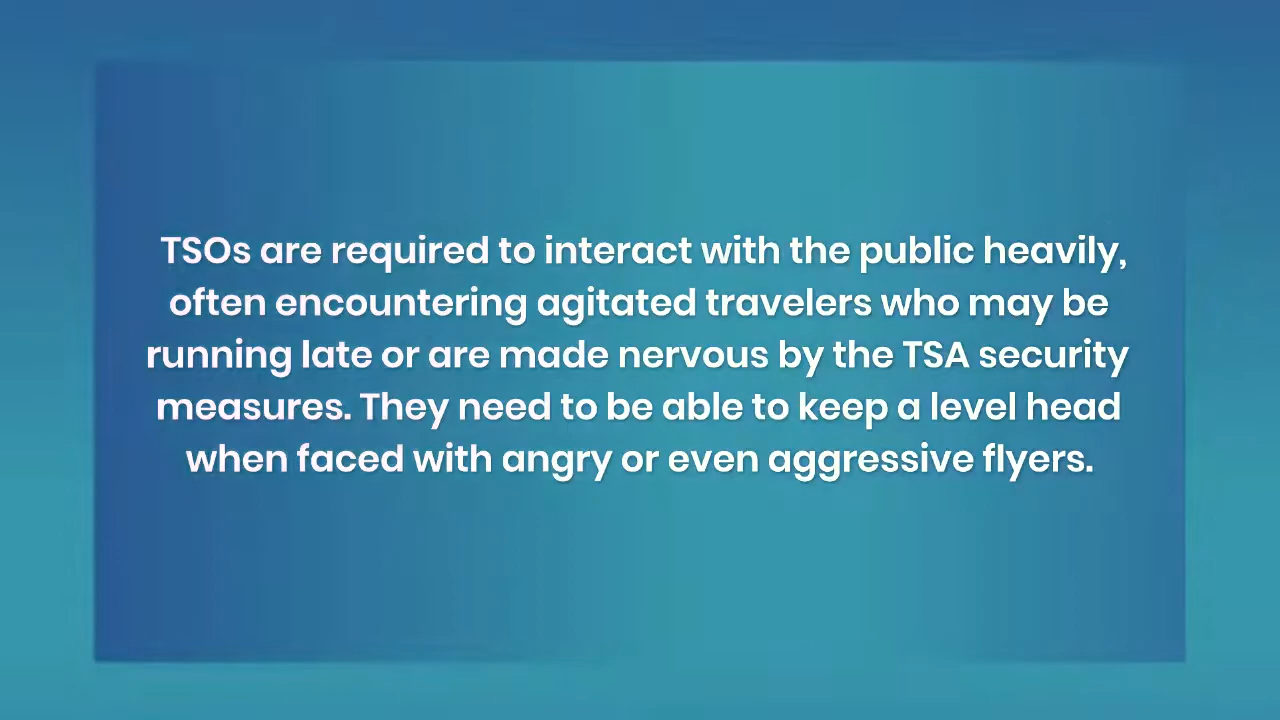 TSOs are required to interact with the public heavily,
often encountering agitated travelers who may be
running late or are made nervous by the TSA security
measures. They need to be able to keep a level head
when faced with angry or even aggressive flyers.